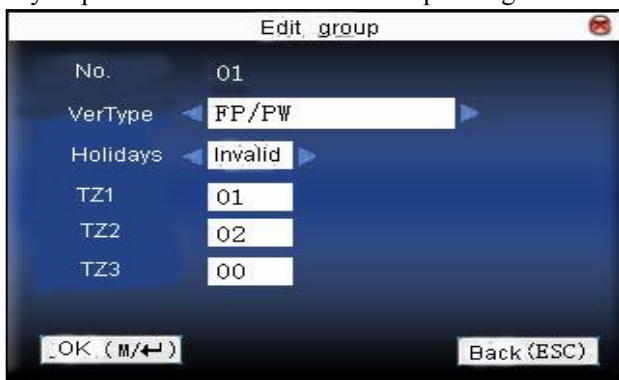 Edit group
No. 01
VerType FP/PW
Holidays Invalid
TZ1 01
TZ2 02
TZ3 00
OK (M/↵) Back (ESC)